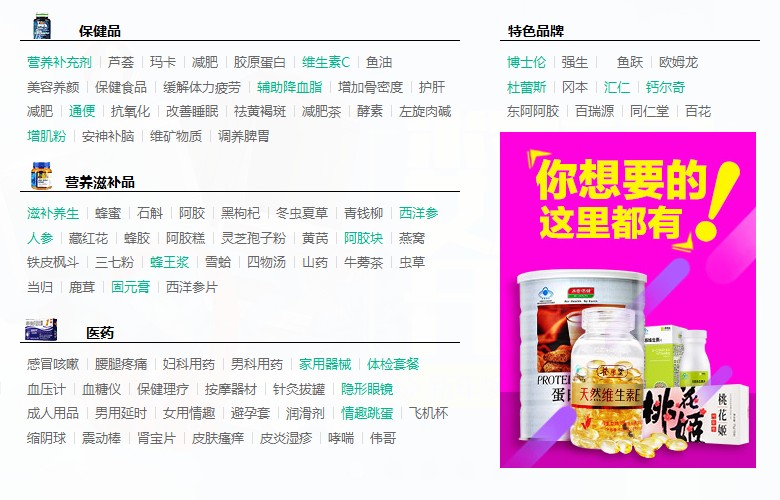 保健品
营养补充剂 芦荟 玛卡 减肥 胶原蛋白 维生素C 鱼油
美容养颜 保健食品 缓解体力疲劳 辅助降血脂 增加骨密度 护肝
减肥 通便 抗氧化 改善睡眠 祛黄褐斑 减肥茶 酵素 左旋肉碱
增肌粉 安神补脑 维矿物质 调养脾胃
营养滋补品
滋补养生 蜂蜜 石斛 阿胶 黑枸杞 冬虫夏草 青钱柳 西洋参
人参 藏红花 蜂胶 阿胶糕 灵芝孢子粉 黄芪 阿胶块 燕窝
铁皮枫斗 三七粉 蜂王浆 雪蛤 四物汤 山药 牛蒡茶 虫草
当归 鹿茸 固元膏 西洋参片
医药
感冒咳嗽 腰腿疼痛 妇科用药 男科用药 家用器械 体检套餐
血压计 血糖仪 保健理疗 按摩器材 针灸拔罐 隐形眼镜
成人用品 男用延时 女用情趣 避孕套 润滑剂 情趣跳蛋 飞机杯
缩阴球 震动棒 肾宝片 皮肤瘙痒 皮炎湿疹 哮喘 伟哥
特色品牌
博士伦 强生 鱼跃 欧姆龙
杜蕾斯 冈本 汇仁 钙尔奇
东阿阿胶 百瑞源 同仁堂 百花
你想要的
这里都有
!
PROTE
蛋白
养生堂
天然维生素E
桃花姬
桃花姬